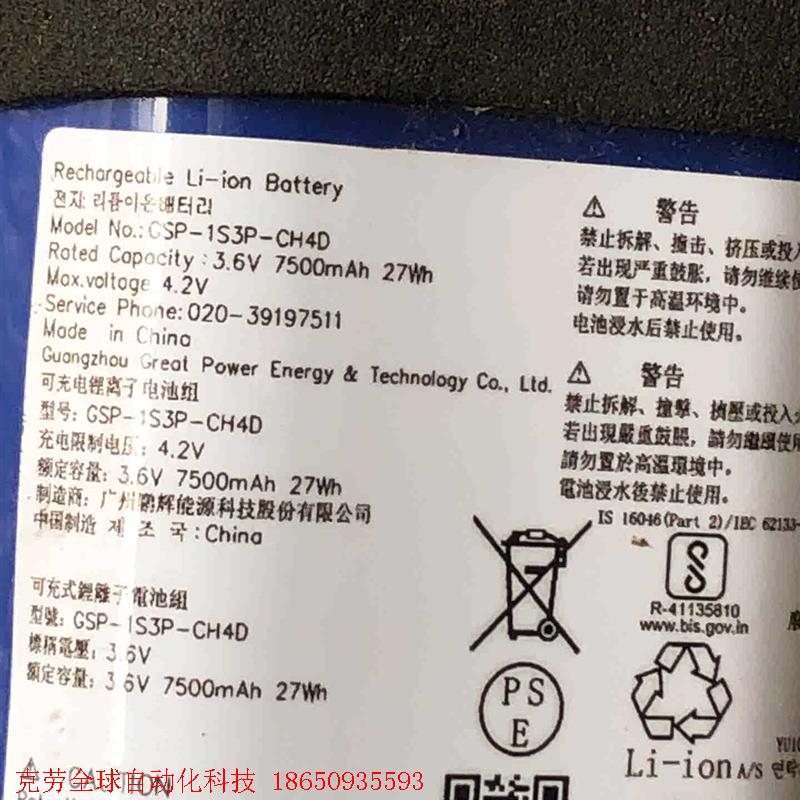 Rechargeable Li-ion Battery
전지: 리튬이온배터리
Model No.: GSP-1S3P-CH4D
Rated Capacity : 3.6V 7500mAh 27Wh
Max.voltage 4.2V
Service Phone: 020-39197511
Made in China
Guangzhou Great Power Energy & Technology Co., Ltd.
可充电锂离子电池组
型号: GSP-1S3P-CH4D
充电限制电压: 4.2V
额定容量: 3.6V 7500mAh 27Wh
制造商: 广州鹏辉能源科技股份有限公司
中国制造 제 조 국 : China
可充式鋰離子電池組
型號: GSP-1S3P-CH4D
標稱電壓: 3.6V
額定容量: 3.6V 7500mAh 27Wh
CAUTION
警告
禁止拆解、撞击、挤压或投入
若出现严重鼓胀，请勿继续使
请勿置于高温环境中。
电池浸水后禁止使用。
警告
禁止拆解、撞擊、擠壓或投入
若出現嚴重鼓脹，請勿繼續使
請勿置於高溫環境中。
電池浸水後禁止使用。
IS 16046(Part 2)/IEC 62133-
R-41135810
www.bis.gov.in
PS
E
Li-ion
A/S 연락
YU10
克劳全球自动化科技 18650935593